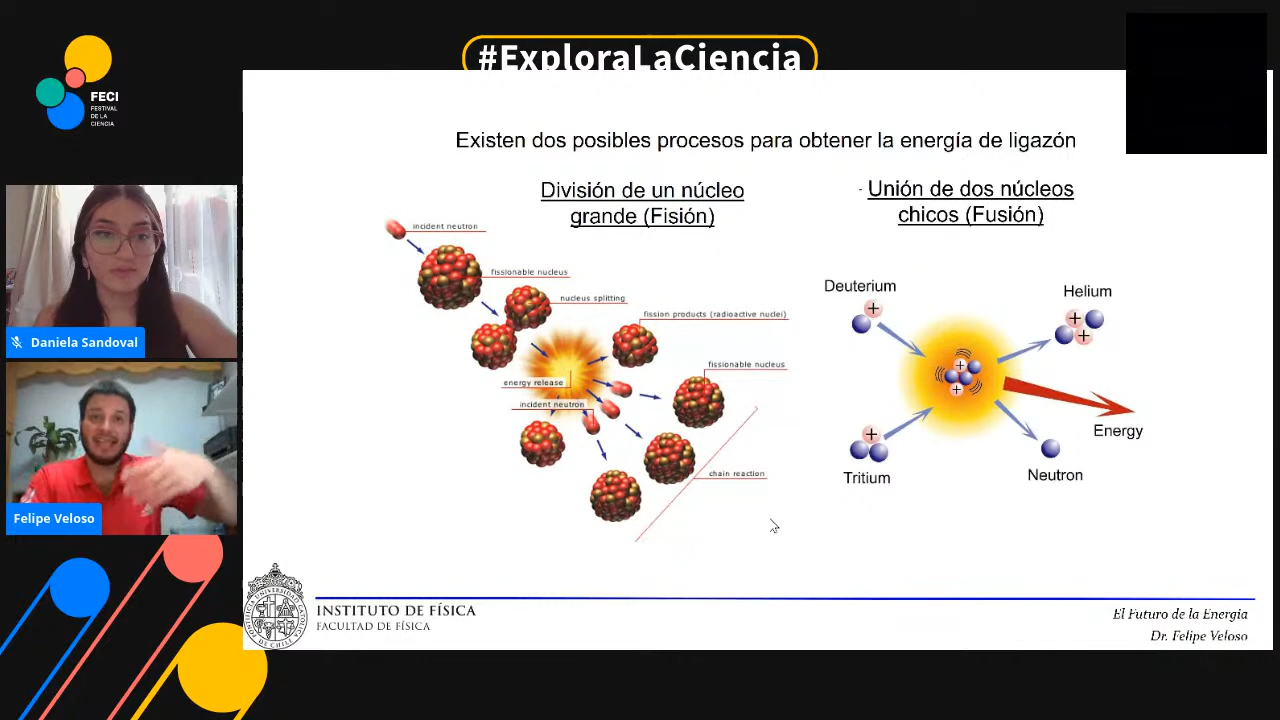 #ExploraLaCiencia
FECI
FESTIVAL
DE LA
CIENCIA
Existen dos posibles procesos para obtener la energía de ligazón
División de un núcleo
grande (Fisión)
incident neutron
fissionable nucleus
nucleus splitting
fission products (radioactive nuclei)
fissionable nucleus
energy release
incident neutron
chain reaction
- Unión de dos núcleos
chicos (Fusión)
Deuterium
+
Helium
+
+
+
+
Energy
+
Tritium
Neutron
Daniela Sandoval
Felipe Veloso
INSTITUTO DE FÍSICA
FACULTAD DE FÍSICA
El Futuro de la Energía
Dr. Felipe Veloso